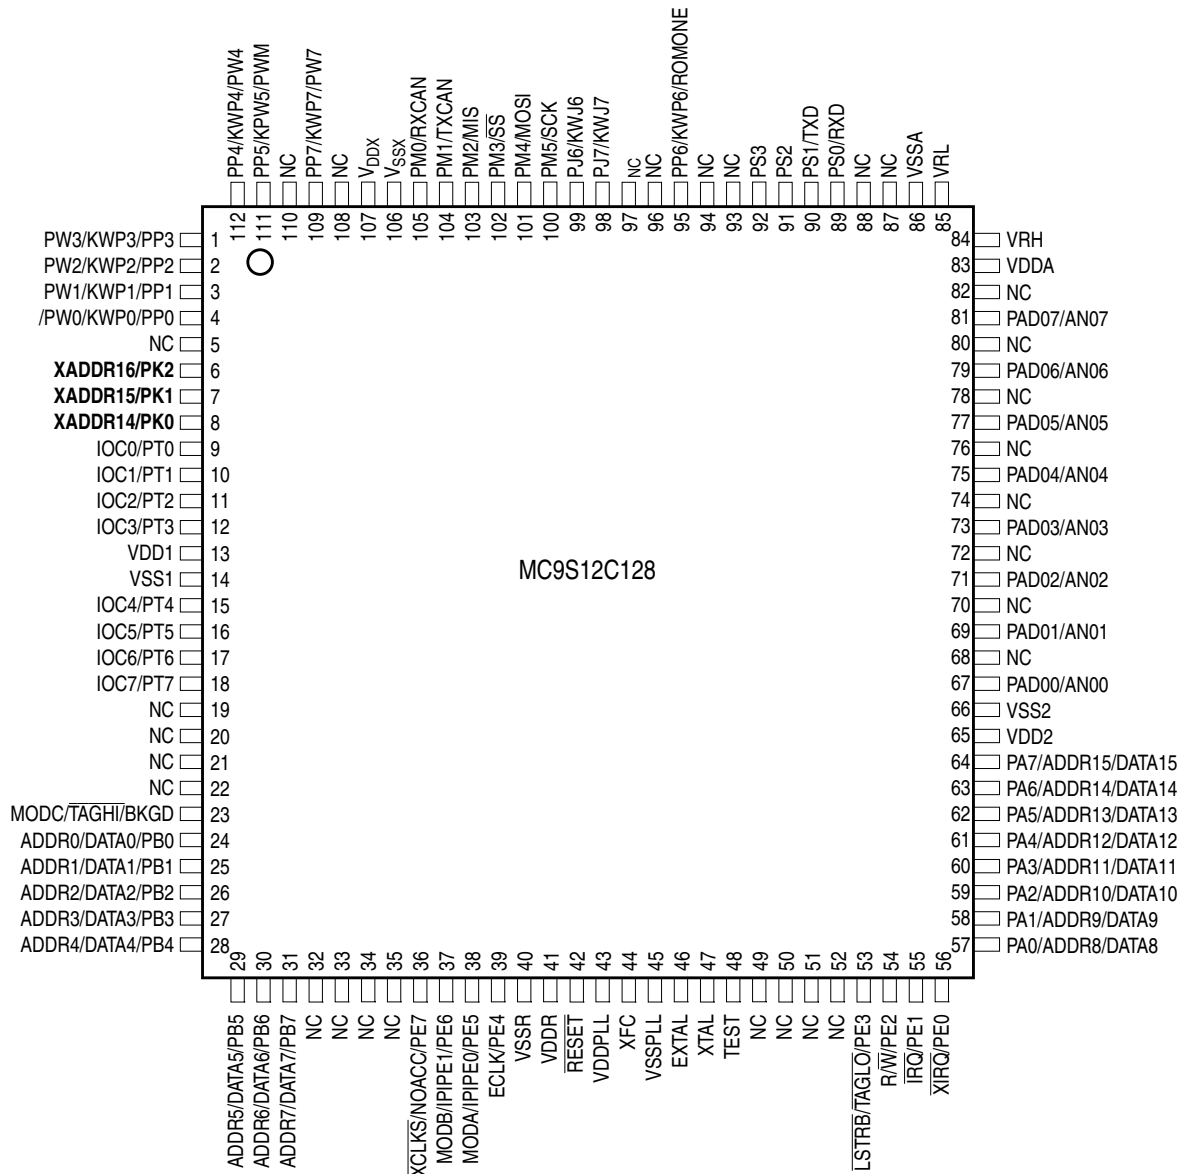 PP4/KWP4/PW4
PP5/KPW5/PWM
NC
PP7/KWP7/PW7
NC
VDDX
VSSX
PM0/RXCAN
PM1/TXCAN
PM2/MIS
PM3/SS
PM4/MOSI
PM5/SCK
PJ6/KWJ6
PJ7/KWJ7
NC
NC
PP6/KWP6/ROMONE
NC
NC
PS3
PS2
PS1/TXD
PS0/RXD
NC
NC
VSSA
VRL
112
111
110
109
108
107
106
105
104
103
102
101
100
99
98
97
96
95
94
93
92
91
90
89
88
87
86
85
PW3/KWP3/PP3 1
PW2/KWP2/PP2 2
PW1/KWP1/PP1 3
/PW0/KWP0/PP0 4
NC 5
XADDR16/PK2 6
XADDR15/PK1 7
XADDR14/PK0 8
IOC0/PT0 9
IOC1/PT1 10
IOC2/PT2 11
IOC3/PT3 12
VDD1 13
VSS1 14
IOC4/PT4 15
IOC5/PT5 16
IOC6/PT6 17
IOC7/PT7 18
NC 19
NC 20
NC 21
NC 22
MODC/TAGHI/BKGD 23
ADDR0/DATA0/PB0 24
ADDR1/DATA1/PB1 25
ADDR2/DATA2/PB2 26
ADDR3/DATA3/PB3 27
ADDR4/DATA4/PB4 28
MC9S12C128
84 VRH
83 VDDA
82 NC
81 PAD07/AN07
80 NC
79 PAD06/AN06
78 NC
77 PAD05/AN05
76 NC
75 PAD04/AN04
74 NC
73 PAD03/AN03
72 NC
71 PAD02/AN02
70 NC
69 PAD01/AN01
68 NC
67 PAD00/AN00
66 VSS2
65 VDD2
64 PA7/ADDR15/DATA15
63 PA6/ADDR14/DATA14
62 PA5/ADDR13/DATA13
61 PA4/ADDR12/DATA12
60 PA3/ADDR11/DATA11
59 PA2/ADDR10/DATA10
58 PA1/ADDR9/DATA9
57 PA0/ADDR8/DATA8
29
30
31
32
33
34
35
36
37
38
39
40
41
42
43
44
45
46
47
48
49
50
51
52
53
54
55
56
ADDR5/DATA5/PB5
ADDR6/DATA6/PB6
ADDR7/DATA7/PB7
NC
NC
NC
NC
XCLKS/NOACC/PE7
MODB/IPIPE1/PE6
MODA/IPIPE0/PE5
ECLK/PE4
VSSR
VDDR
RESET
VDDPLL
XFC
VSSPLL
EXTAL
XTAL
TEST
NC
NC
NC
NC
LSTRB/TAGLO/PE3
R/W/PE2
IRQ/PE1
XIRQ/PE0